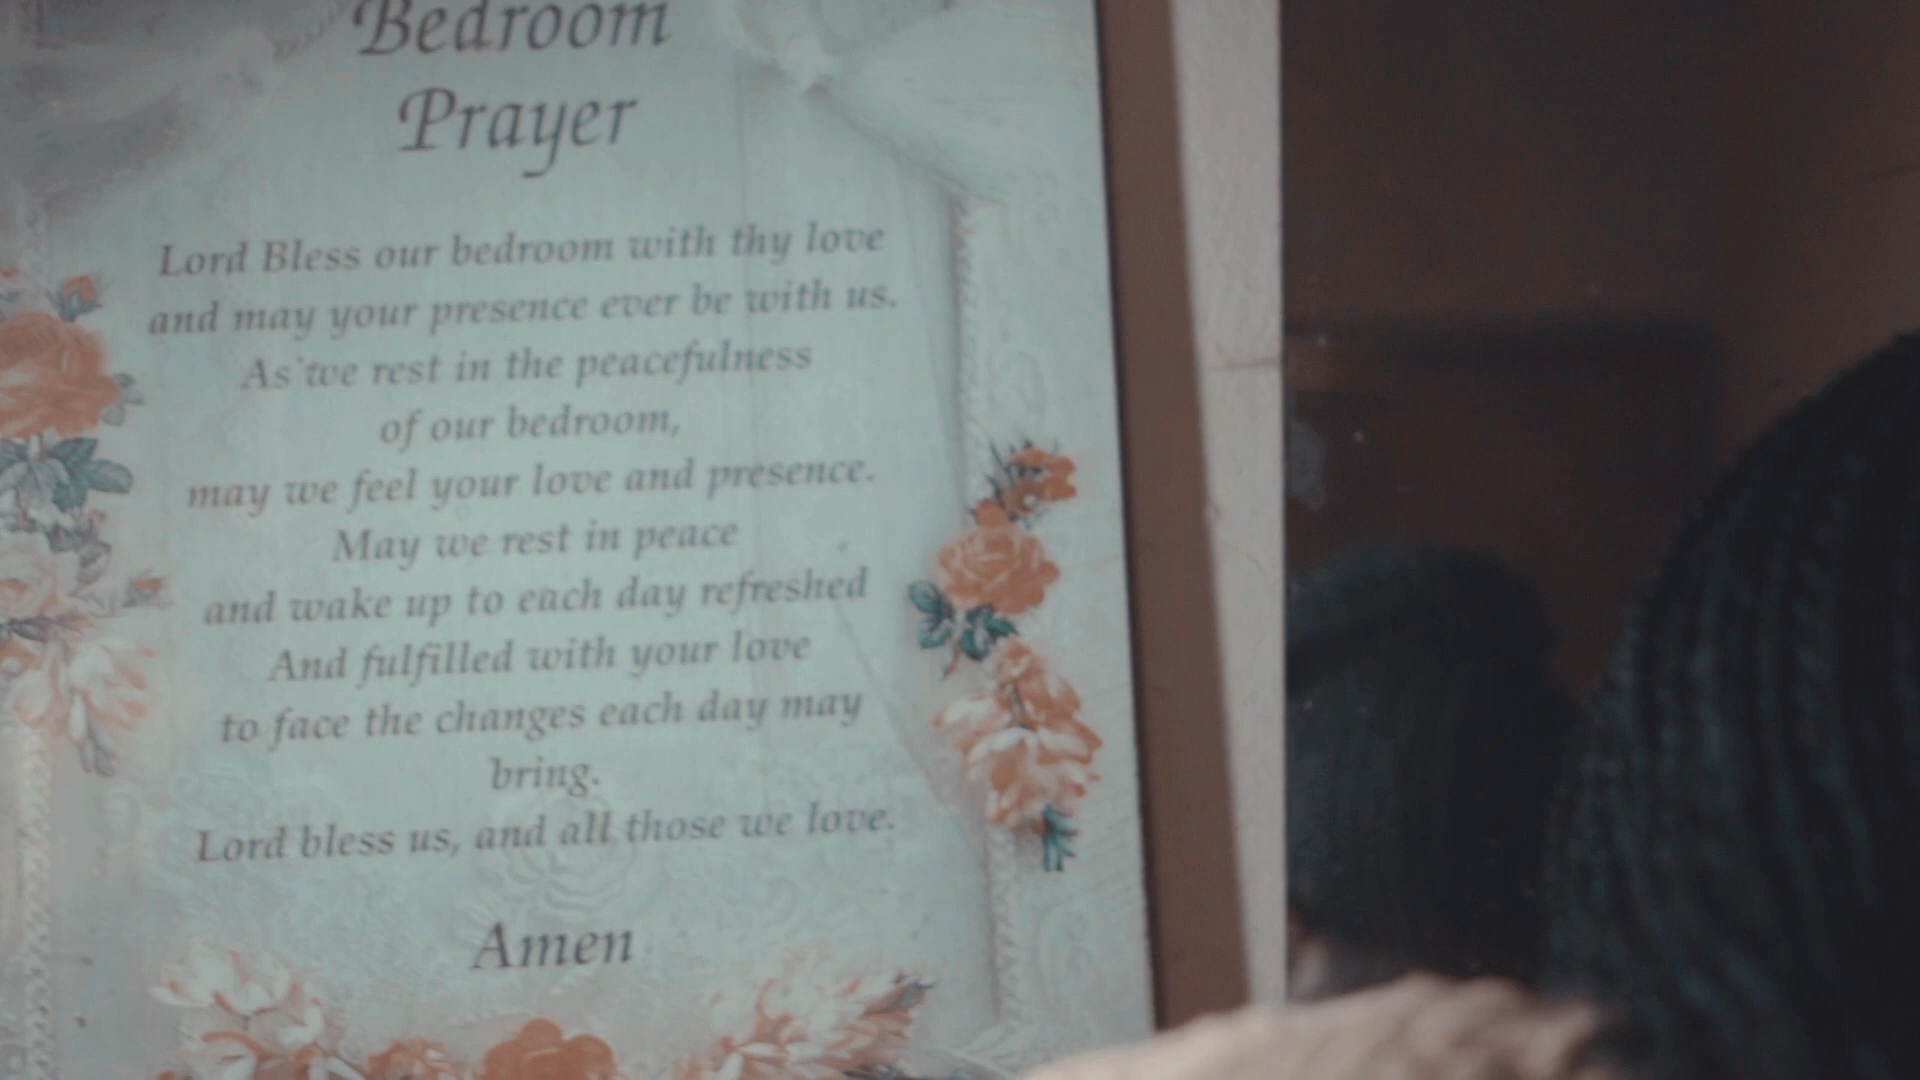 Bedroom
Prayer
Lord Bless our bedroom with thy love
and may your presence ever be with us.
As we rest in the peacefulness
of our bedroom,
may we feel your love and presence.
May we rest in peace
and wake up to each day refreshed
And fulfilled with your love
to face the changes each day may
bring.
Lord bless us, and all those we love.
Amen